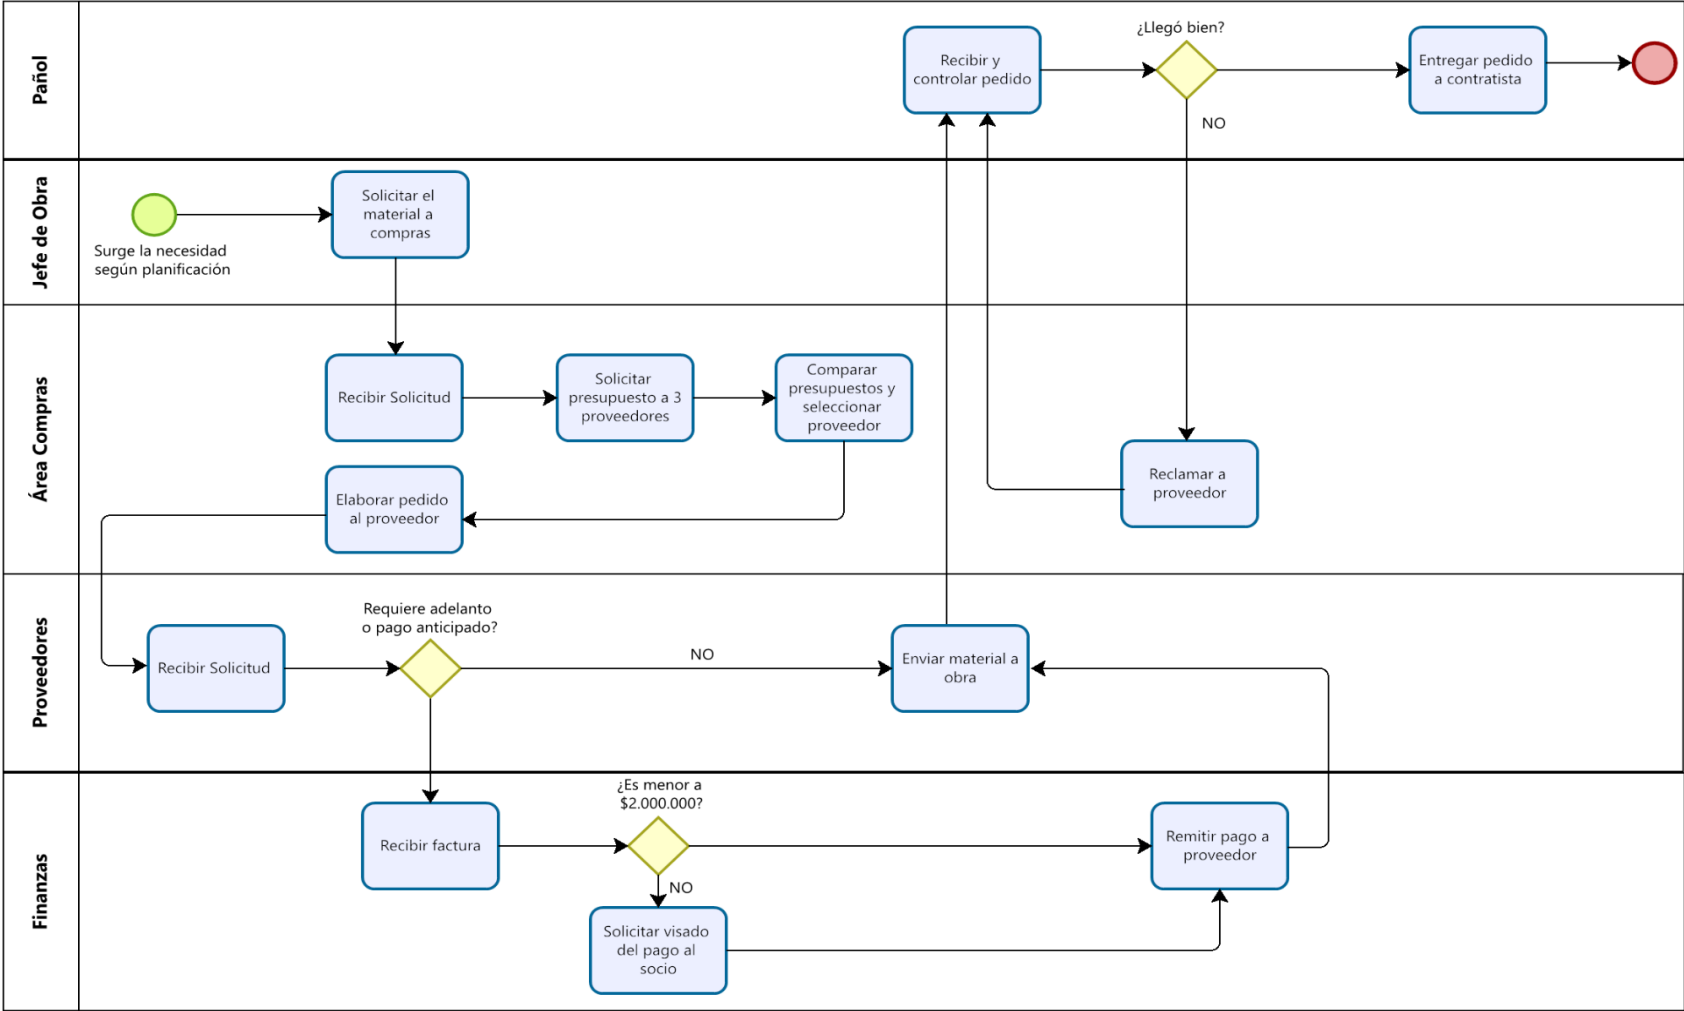 Pañol
Recibir y
controlar pedido
¿Llegó bien?
NO
Entregar pedido
a contratista
Jefe de Obra
Surge la necesidad
según planificación
Solicitar el
material a
compras
Área Compras
Recibir Solicitud
Solicitar
presupuesto a 3
proveedores
Comparar
presupuestos y
seleccionar
proveedor
Elaborar pedido
al proveedor
Reclamar a
proveedor
Proveedores
Recibir Solicitud
Requiere adelanto
o pago anticipado?
NO
Enviar material a
obra
Finanzas
Recibir factura
¿Es menor a
$2.000.000?
NO
Solicitar visado
del pago al
socio
Remitir pago a
proveedor